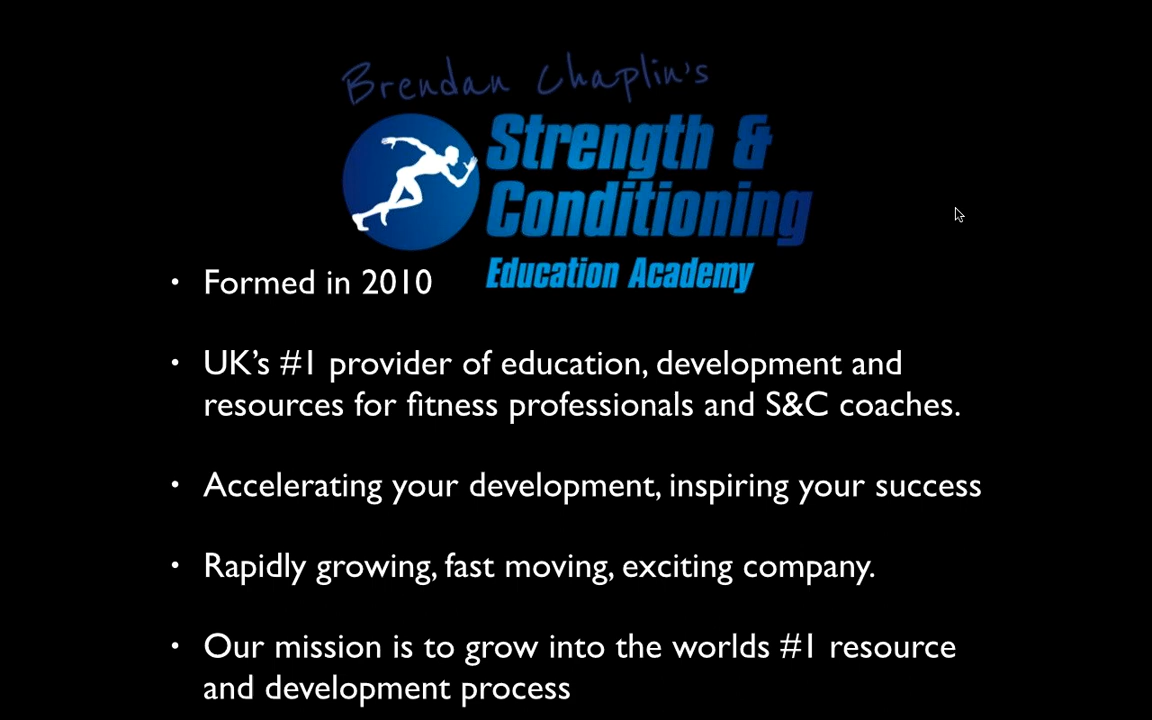 Brendan Chaplin's
Strength &
Conditioning
Education Academy
• Formed in 2010
• UK’s #1 provider of education, development and
resources for fitness professionals and S&C coaches.
• Accelerating your development, inspiring your success
• Rapidly growing, fast moving, exciting company.
• Our mission is to grow into the worlds #1 resource
and development process